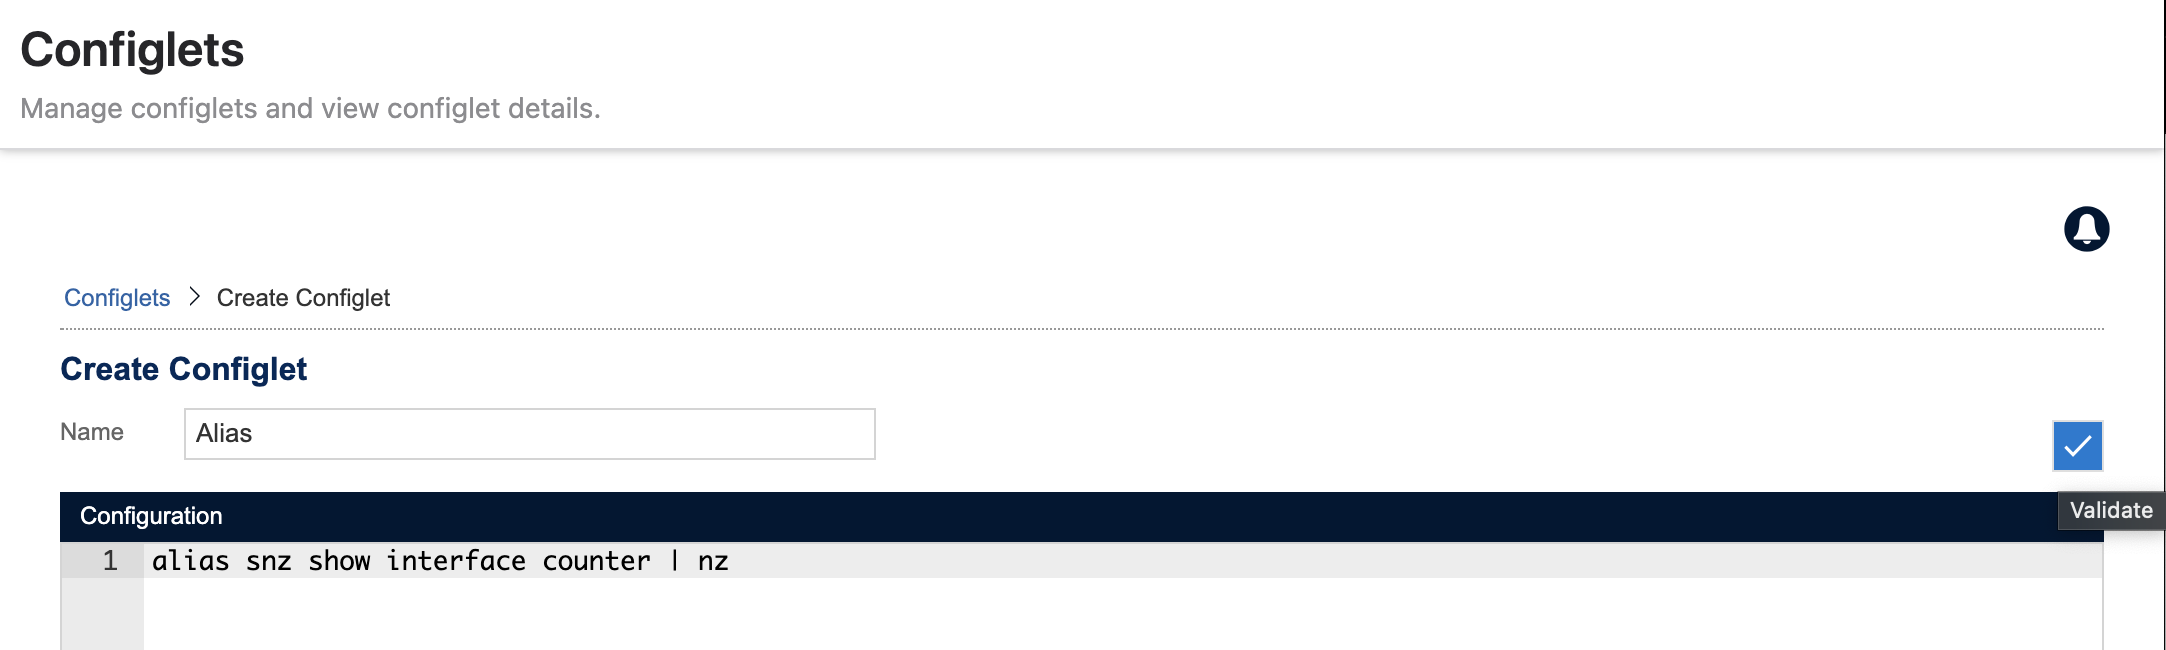 Configlets
Manage configlets and view configlet details.
Configlets > Create Configlet
Create Configlet
Name Alias
Validate
Configuration
1 alias snz show interface counter | nz